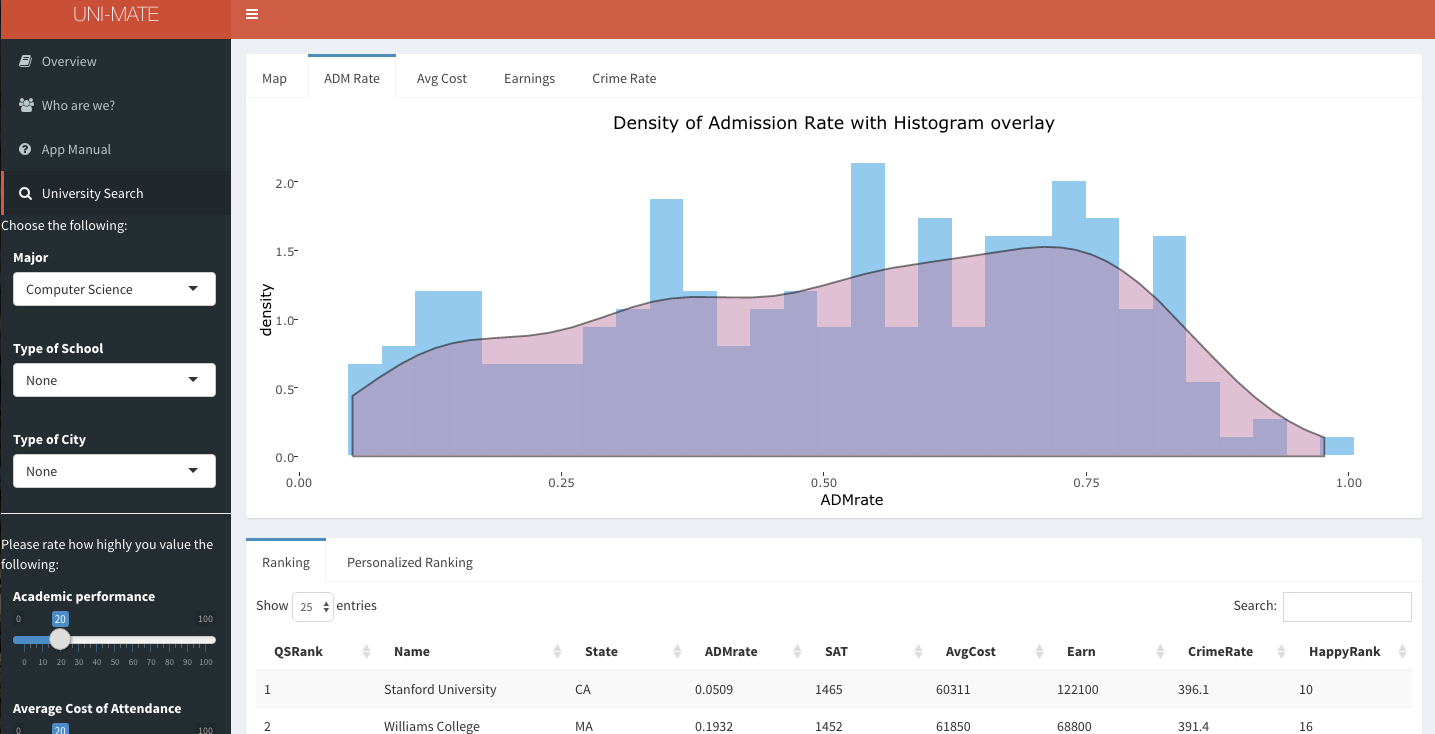 UNI-MATE
Overview
Who are we?
App Manual
University Search
Choose the following:
Major
Computer Science
Type of School
None
Type of City
None
Please rate how highly you value the
following:
Academic performance
0 20 100
0 10 20 30 40 50 60 70 80 90 100
Average Cost of Attendance
0 20 100
Map ADM Rate Avg Cost Earnings Crime Rate
Density of Admission Rate with Histogram overlay
density
2.0
1.5
1.0
0.5
0.0
0.00 0.25 0.50 0.75 1.00
ADMrate
Ranking Personalized Ranking
Show 25 entries Search:
QSRank Name State ADMrate SAT AvgCost Earn CrimeRate HappyRank
1 Stanford University CA 0.0509 1465 60311 122100 396.1 10
2 Williams College MA 0.1932 1452 61850 68800 391.4 16